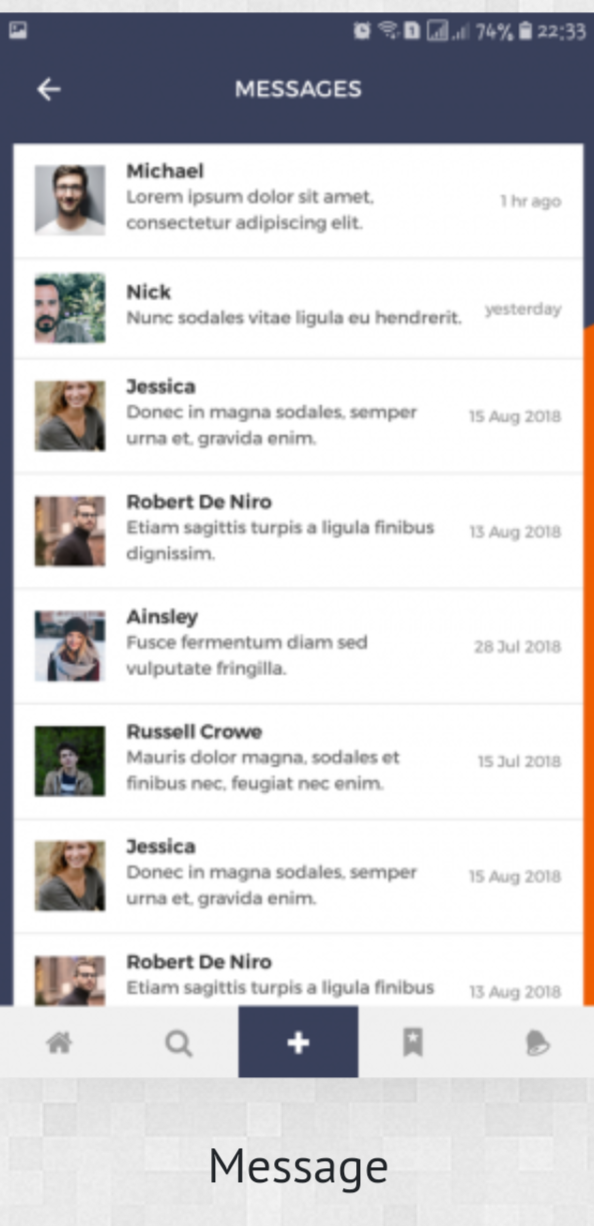 74% 22:33
MESSAGES
Michael
Lorem ipsum dolor sit amet,
consectetur adipiscing elit.
1 hr ago
Nick
Nunc sodales vitae ligula eu hendrerit.
yesterday
Jessica
Donec in magna sodales, semper
urna et, gravida enim.
15 Aug 2018
Robert De Niro
Etiam sagittis turpis a ligula finibus
dignissim.
13 Aug 2018
Ainsley
Fusce fermentum diam sed
vulputate fringilla.
28 Jul 2018
Russell Crowe
Mauris dolor magna, sodales et
finibus nec, feugiat nec enim.
15 Jul 2018
Jessica
Donec in magna sodales, semper
urna et, gravida enim.
15 Aug 2018
Robert De Niro
Etiam sagittis turpis a ligula finibus
13 Aug 2018
Message